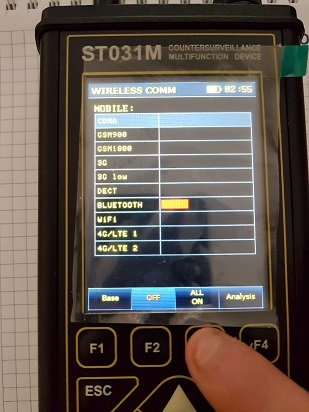 ST031M COUNTERSURVEILLANCE
MULTIFUNCTION DEVICE
WIRELESS COMM 02:55
MOBILE:
CDMA
GSM900
GSM1800
3G
3G low
DECT
BLUETOOTH
WiFi
4G/LTE 1
4G/LTE 2
Base OFF ALL ON Analysis
F1 F2 F4
ESC